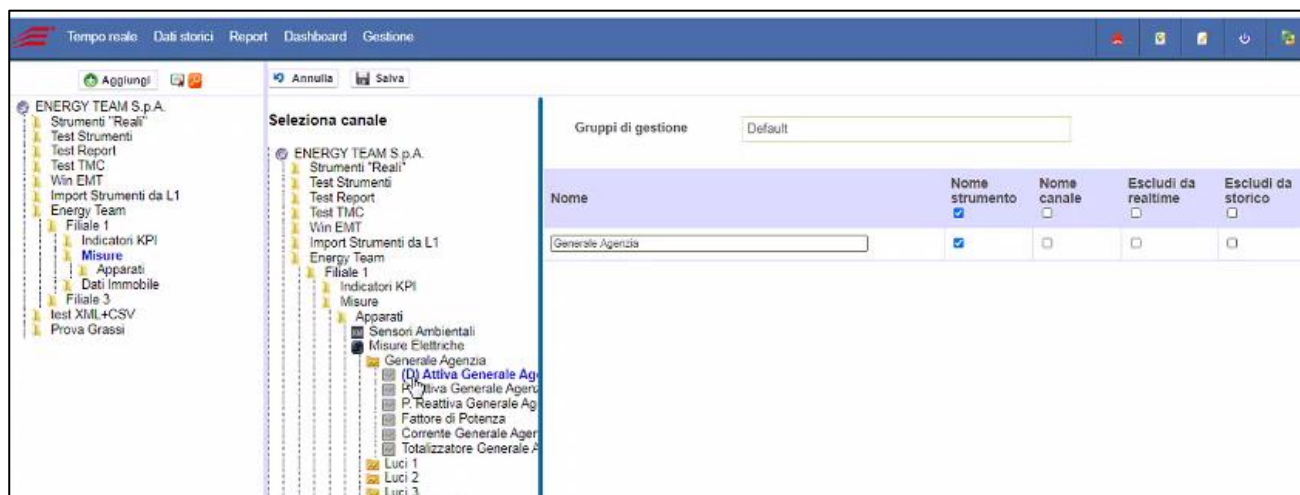 Tempo reale Dati storici Report Dashboard Gestione
Aggiungi
Annulla Salva
ENERGY TEAM S.p.A.
Strumenti "Reali"
Test Strumenti
Test Report
Test TMC
Win EMT
Import Strumenti da L1
Energy Team
Filiale 1
Indicatori KPI
Misure
Apparati
Dati Immobile
Filiale 3
test XML+CSV
Prova Grassi
Seleziona canale
ENERGY TEAM S.p.A.
Strumenti "Reali"
Test Strumenti
Test Report
Test TMC
Win EMT
Import Strumenti da L1
Energy Team
Filiale 1
Indicatori KPI
Misure
Apparati
Sensori Ambientali
Misure Elettriche
Generale Agenzia
(D) Attiva Generale Age
Attiva Generale Agenz
P. Reattiva Generale Ag
Fattore di Potenza
Corrente Generale Agen
Totalizzatore Generale A
Luci 1
Luci 2
Luci 3
Gruppi di gestione Default
Nome
Nome strumento
Nome canale
Escludi da realtime
Escludi da storico
Generale Agenzia